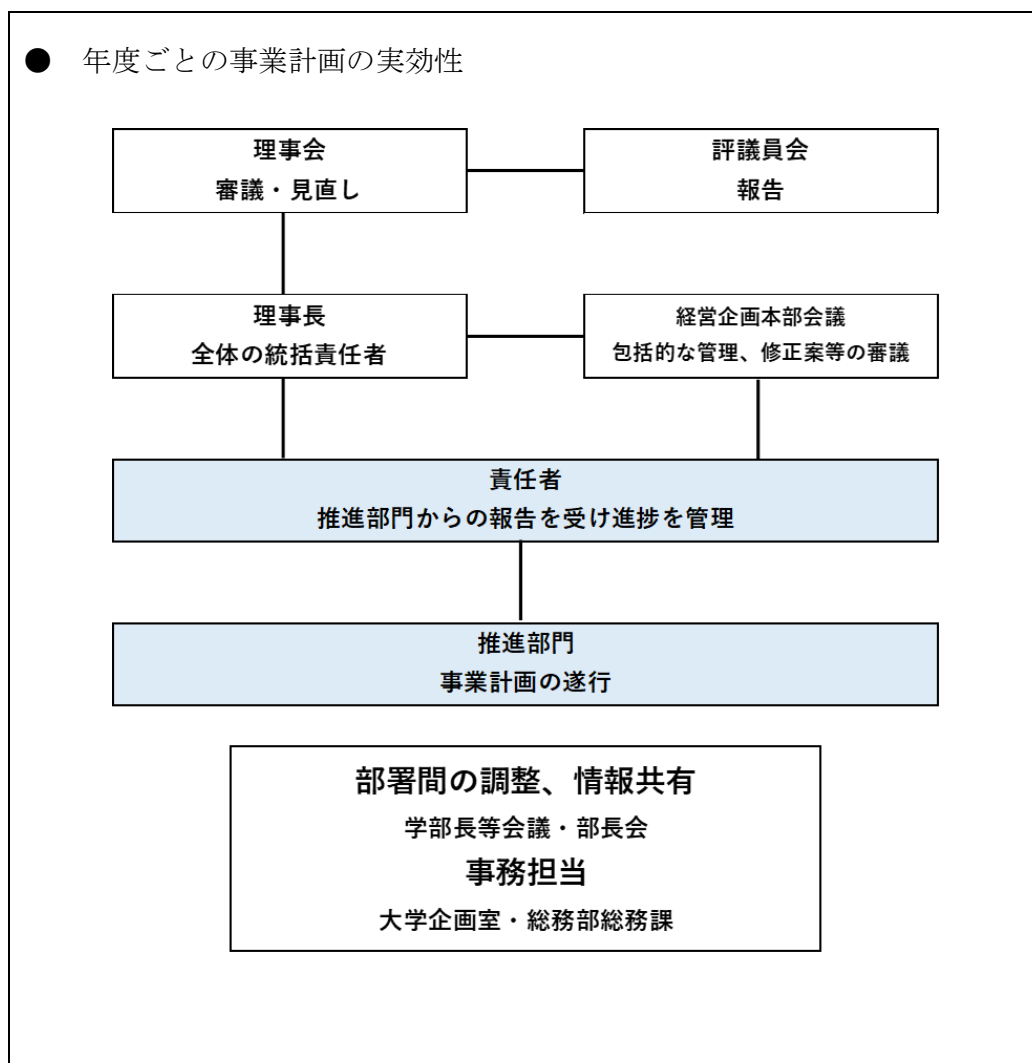 ● 年度ごとの事業計画の実効性
理事会
審議・見直し
評議員会
報告
理事長
全体の統括責任者
経営企画本部会議
包括的な管理、修正案等の審議
責任者
推進部門からの報告を受け進捗を管理
推進部門
事業計画の遂行
部署間の調整、情報共有
学部長等会議・部長会
事務担当
大学企画室・総務部総務課